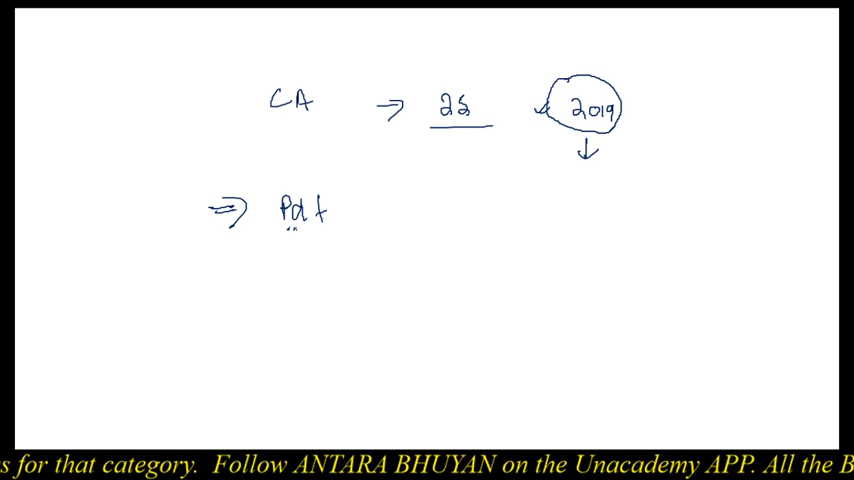 CA → 22 ✓ 2019
↓
⇒ Pdf
s for that category. Follow ANTARA BHUYAN on the Unacademy APP. All the B